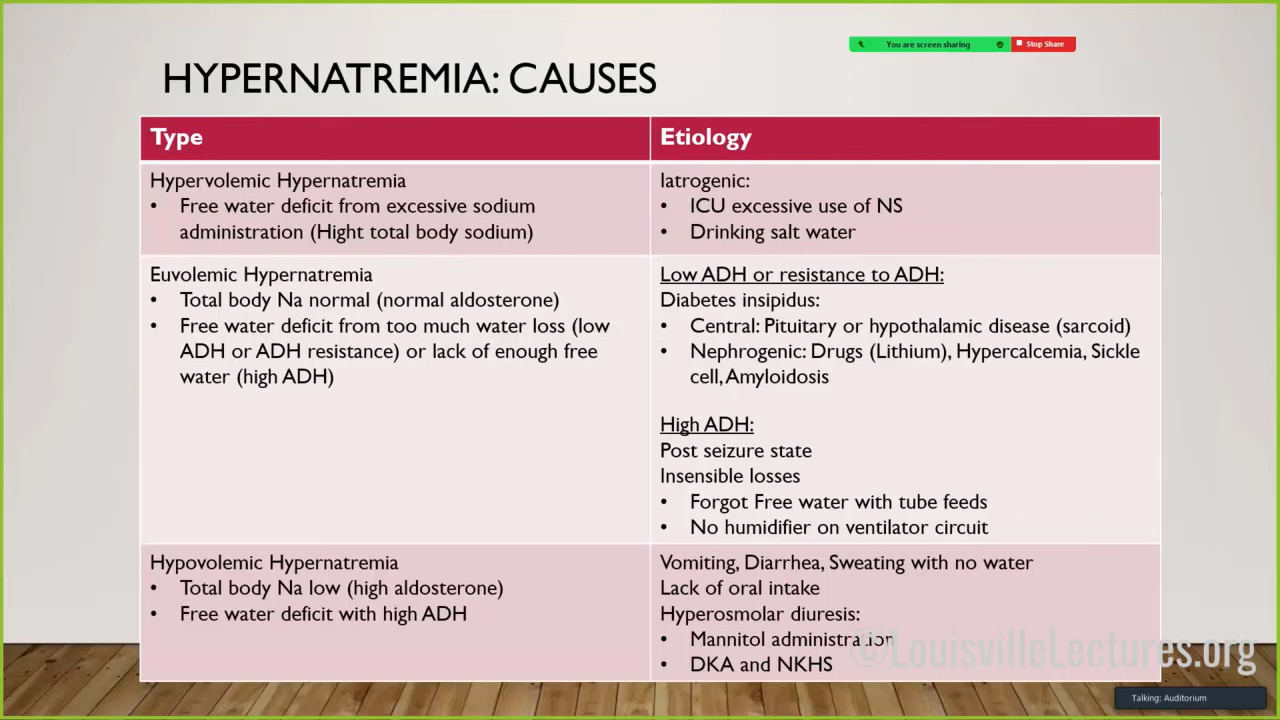 You are screen sharing
Stop Share
HYPERNATREMIA: CAUSES
Type
Etiology
Hypervolemic Hypernatremia
• Free water deficit from excessive sodium
administration (Hight total body sodium)
Iatrogenic:
• ICU excessive use of NS
• Drinking salt water
Euvolemic Hypernatremia
• Total body Na normal (normal aldosterone)
• Free water deficit from too much water loss (low
ADH or ADH resistance) or lack of enough free
water (high ADH)
Low ADH or resistance to ADH:
Diabetes insipidus:
• Central: Pituitary or hypothalamic disease (sarcoid)
• Nephrogenic: Drugs (Lithium), Hypercalcemia, Sickle
cell, Amyloidosis
High ADH:
Post seizure state
Insensible losses
• Forgot Free water with tube feeds
• No humidifier on ventilator circuit
Hypovolemic Hypernatremia
• Total body Na low (high aldosterone)
• Free water deficit with high ADH
Vomiting, Diarrhea, Sweating with no water
Lack of oral intake
Hyperosmolar diuresis:
• Mannitol administration
• DKA and NKHS
©LouisvilleLectures.org
Talking: Auditorium